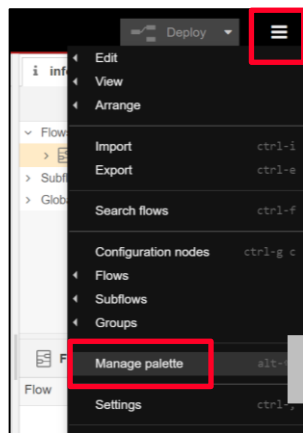 Deploy
i
Edit
View
Arrange
Import ctrl-i
Export ctrl-e
Search flows ctrl-f
Configuration nodes ctrl-g c
Flows
Subflows
Groups
Manage palette
Flow
Settings